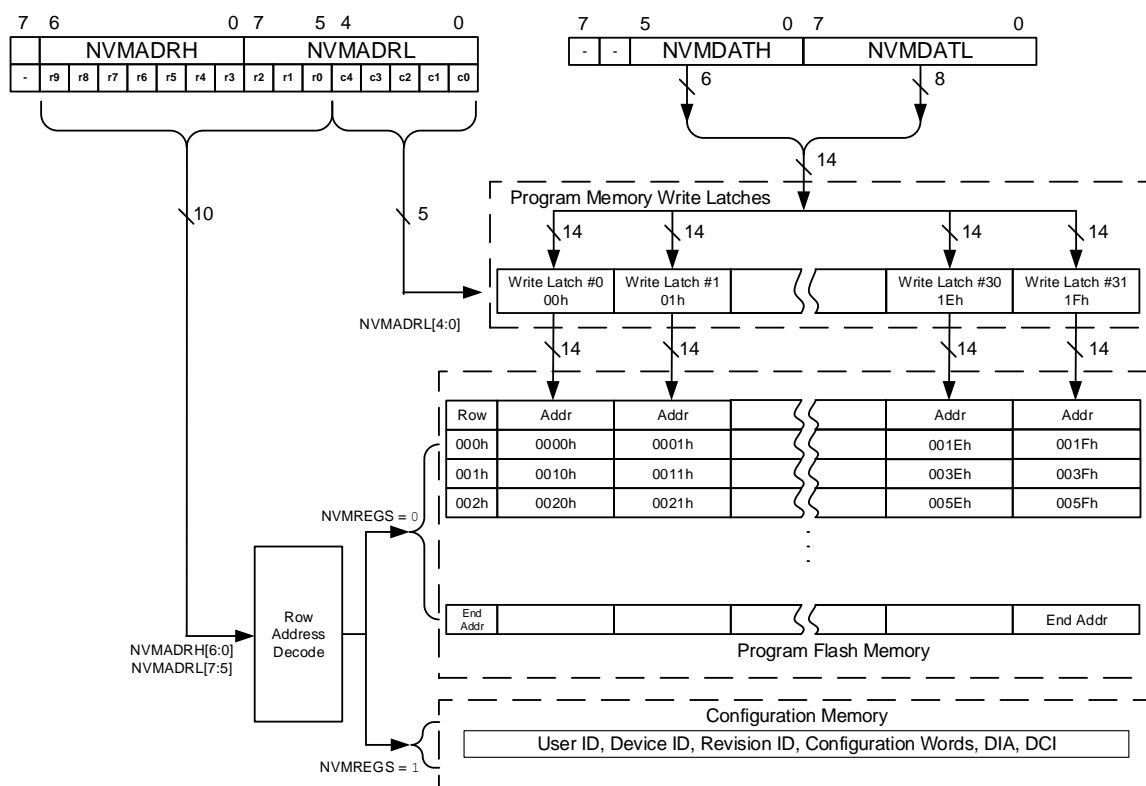 7 6 0 7 5 4 0
NVMADRH NVMADRL
- r9 r8 r7 r6 r5 r4 r3 r2 r1 r0 c4 c3 c2 c1 c0
7 5 0 7 0
- - NVMDATH NVMDATL
6 8
14
10 5
Program Memory Write Latches
14 14 14 14
Write Latch #0 Write Latch #1 Write Latch #30 Write Latch #31
00h 01h 1Eh 1Fh
NVMADRL[4:0]
14 14 14 14
Row Addr Addr Addr Addr
000h 0000h 0001h 001Eh 001Fh
001h 0010h 0011h 003Eh 003Fh
002h 0020h 0021h 005Eh 005Fh
NVMREGS = 0
End
Addr
End Addr
Row
Address
Decode
NVMADRH[6:0]
NVMADRL[7:5]
Program Flash Memory
Configuration Memory
User ID, Device ID, Revision ID, Configuration Words, DIA, DCI
NVMREGS = 1